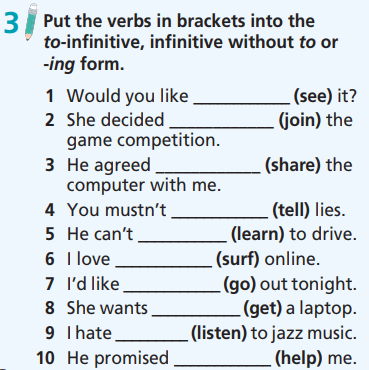 3 Put the verbs in brackets into the
to-infinitive, infinitive without to or
-ing form.
1 Would you like ___________ (see) it?
2 She decided ____________ (join) the
game competition.
3 He agreed ____________ (share) the
computer with me.
4 You mustn't ___________ (tell) lies.
5 He can't __________ (learn) to drive.
6 I love ___________ (surf) online.
7 I'd like ___________ (go) out tonight.
8 She wants __________ (get) a laptop.
9 I hate ________ (listen) to jazz music.
10 He promised ___________ (help) me.